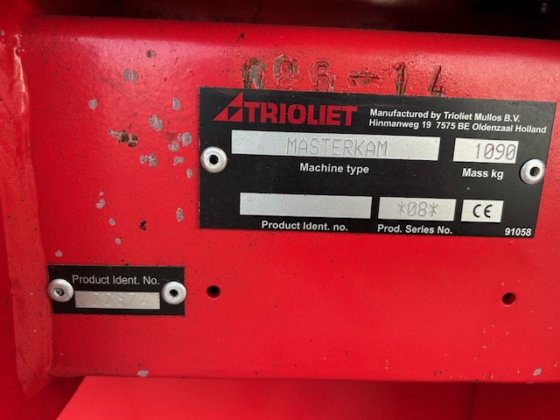 TRIOLIET
Manufactured by Trioliet Mullos B.V.
Hinmanweg 19 7575 BE Oldenzaal Holland
MASTERKAM
1090
Machine type
Mass kg
*08*
CE
Product Ident. no.
Prod. Series No.
91058
Product Ident. No.